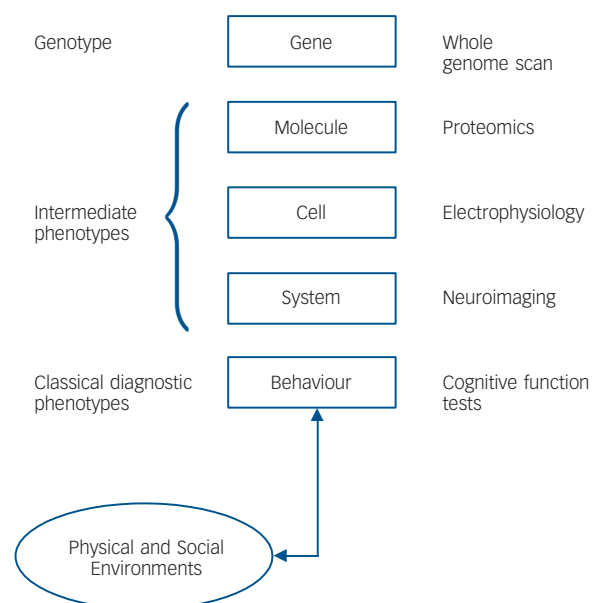 Genotype
Gene
Whole
genome scan
Molecule
Proteomics
Intermediate
phenotypes
Cell
Electrophysiology
System
Neuroimaging
Classical diagnostic
phenotypes
Behaviour
Cognitive function
tests
Physical and Social
Environments